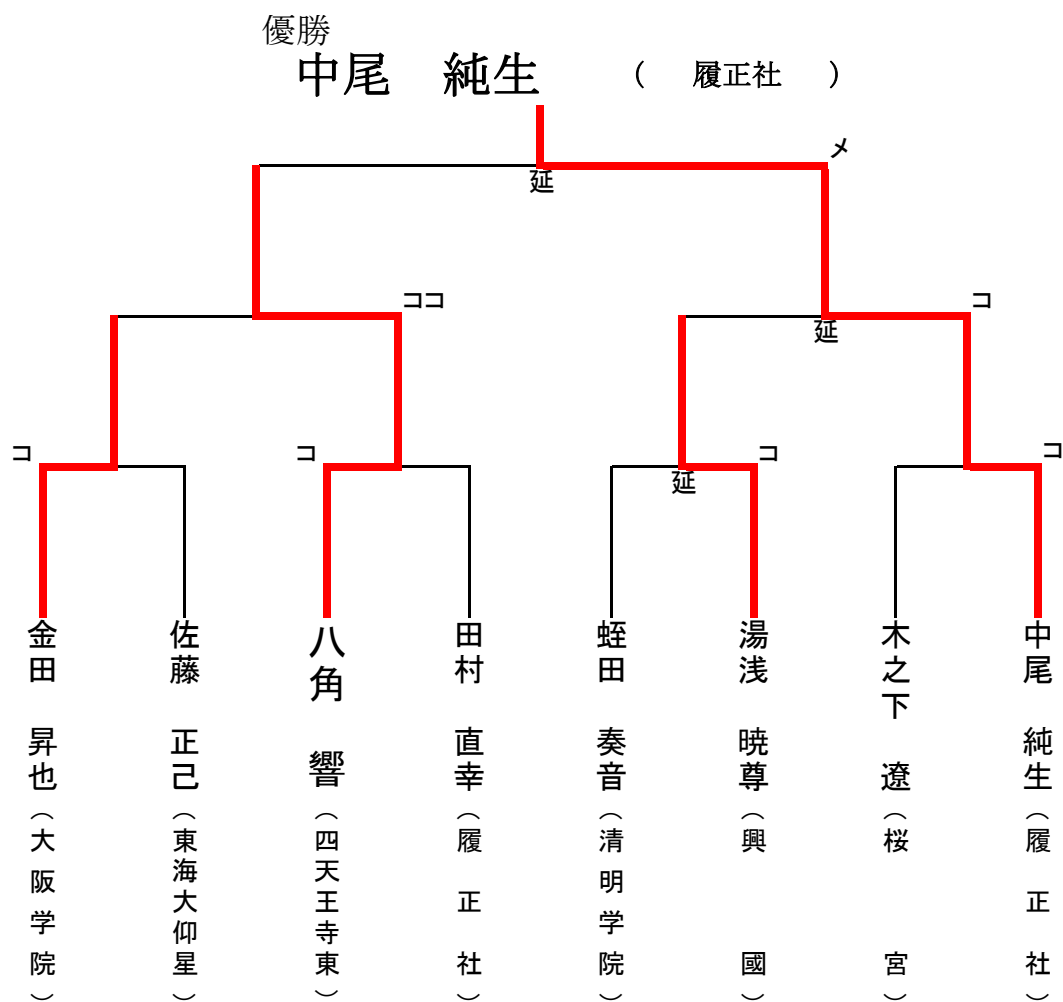 優勝
中尾　純生　（　履正社　）
メ
延
ココ
コ
延
コ
コ
コ
コ
延
金田　昇也（大阪学院）
佐藤　正己（東海大仰星）
八角　響（四天王寺東）
田村　直幸（履正社）
蛭田　奏音（清明学院）
湯浅　暁尊（興國）
木之下　遼（桜宮）
中尾　純生（履正社）